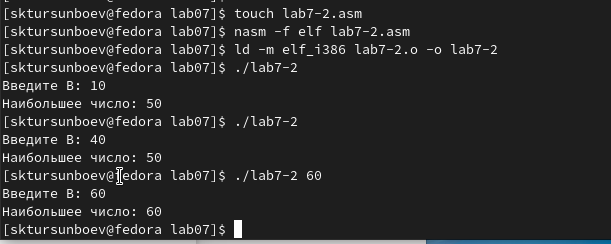 [sktursunboev@fedora lab07]$ touch lab7-2.asm
[sktursunboev@fedora lab07]$ nasm -f elf lab7-2.asm
[sktursunboev@fedora lab07]$ ld -m elf_i386 lab7-2.o -o lab7-2
[sktursunboev@fedora lab07]$ ./lab7-2
Введите В: 10
Наибольшее число: 50
[sktursunboev@fedora lab07]$ ./lab7-2
Введите В: 40
Наибольшее число: 50
[sktursunboev@fedora lab07]$ ./lab7-2 60
Введите В: 60
Наибольшее число: 60
[sktursunboev@fedora lab07]$